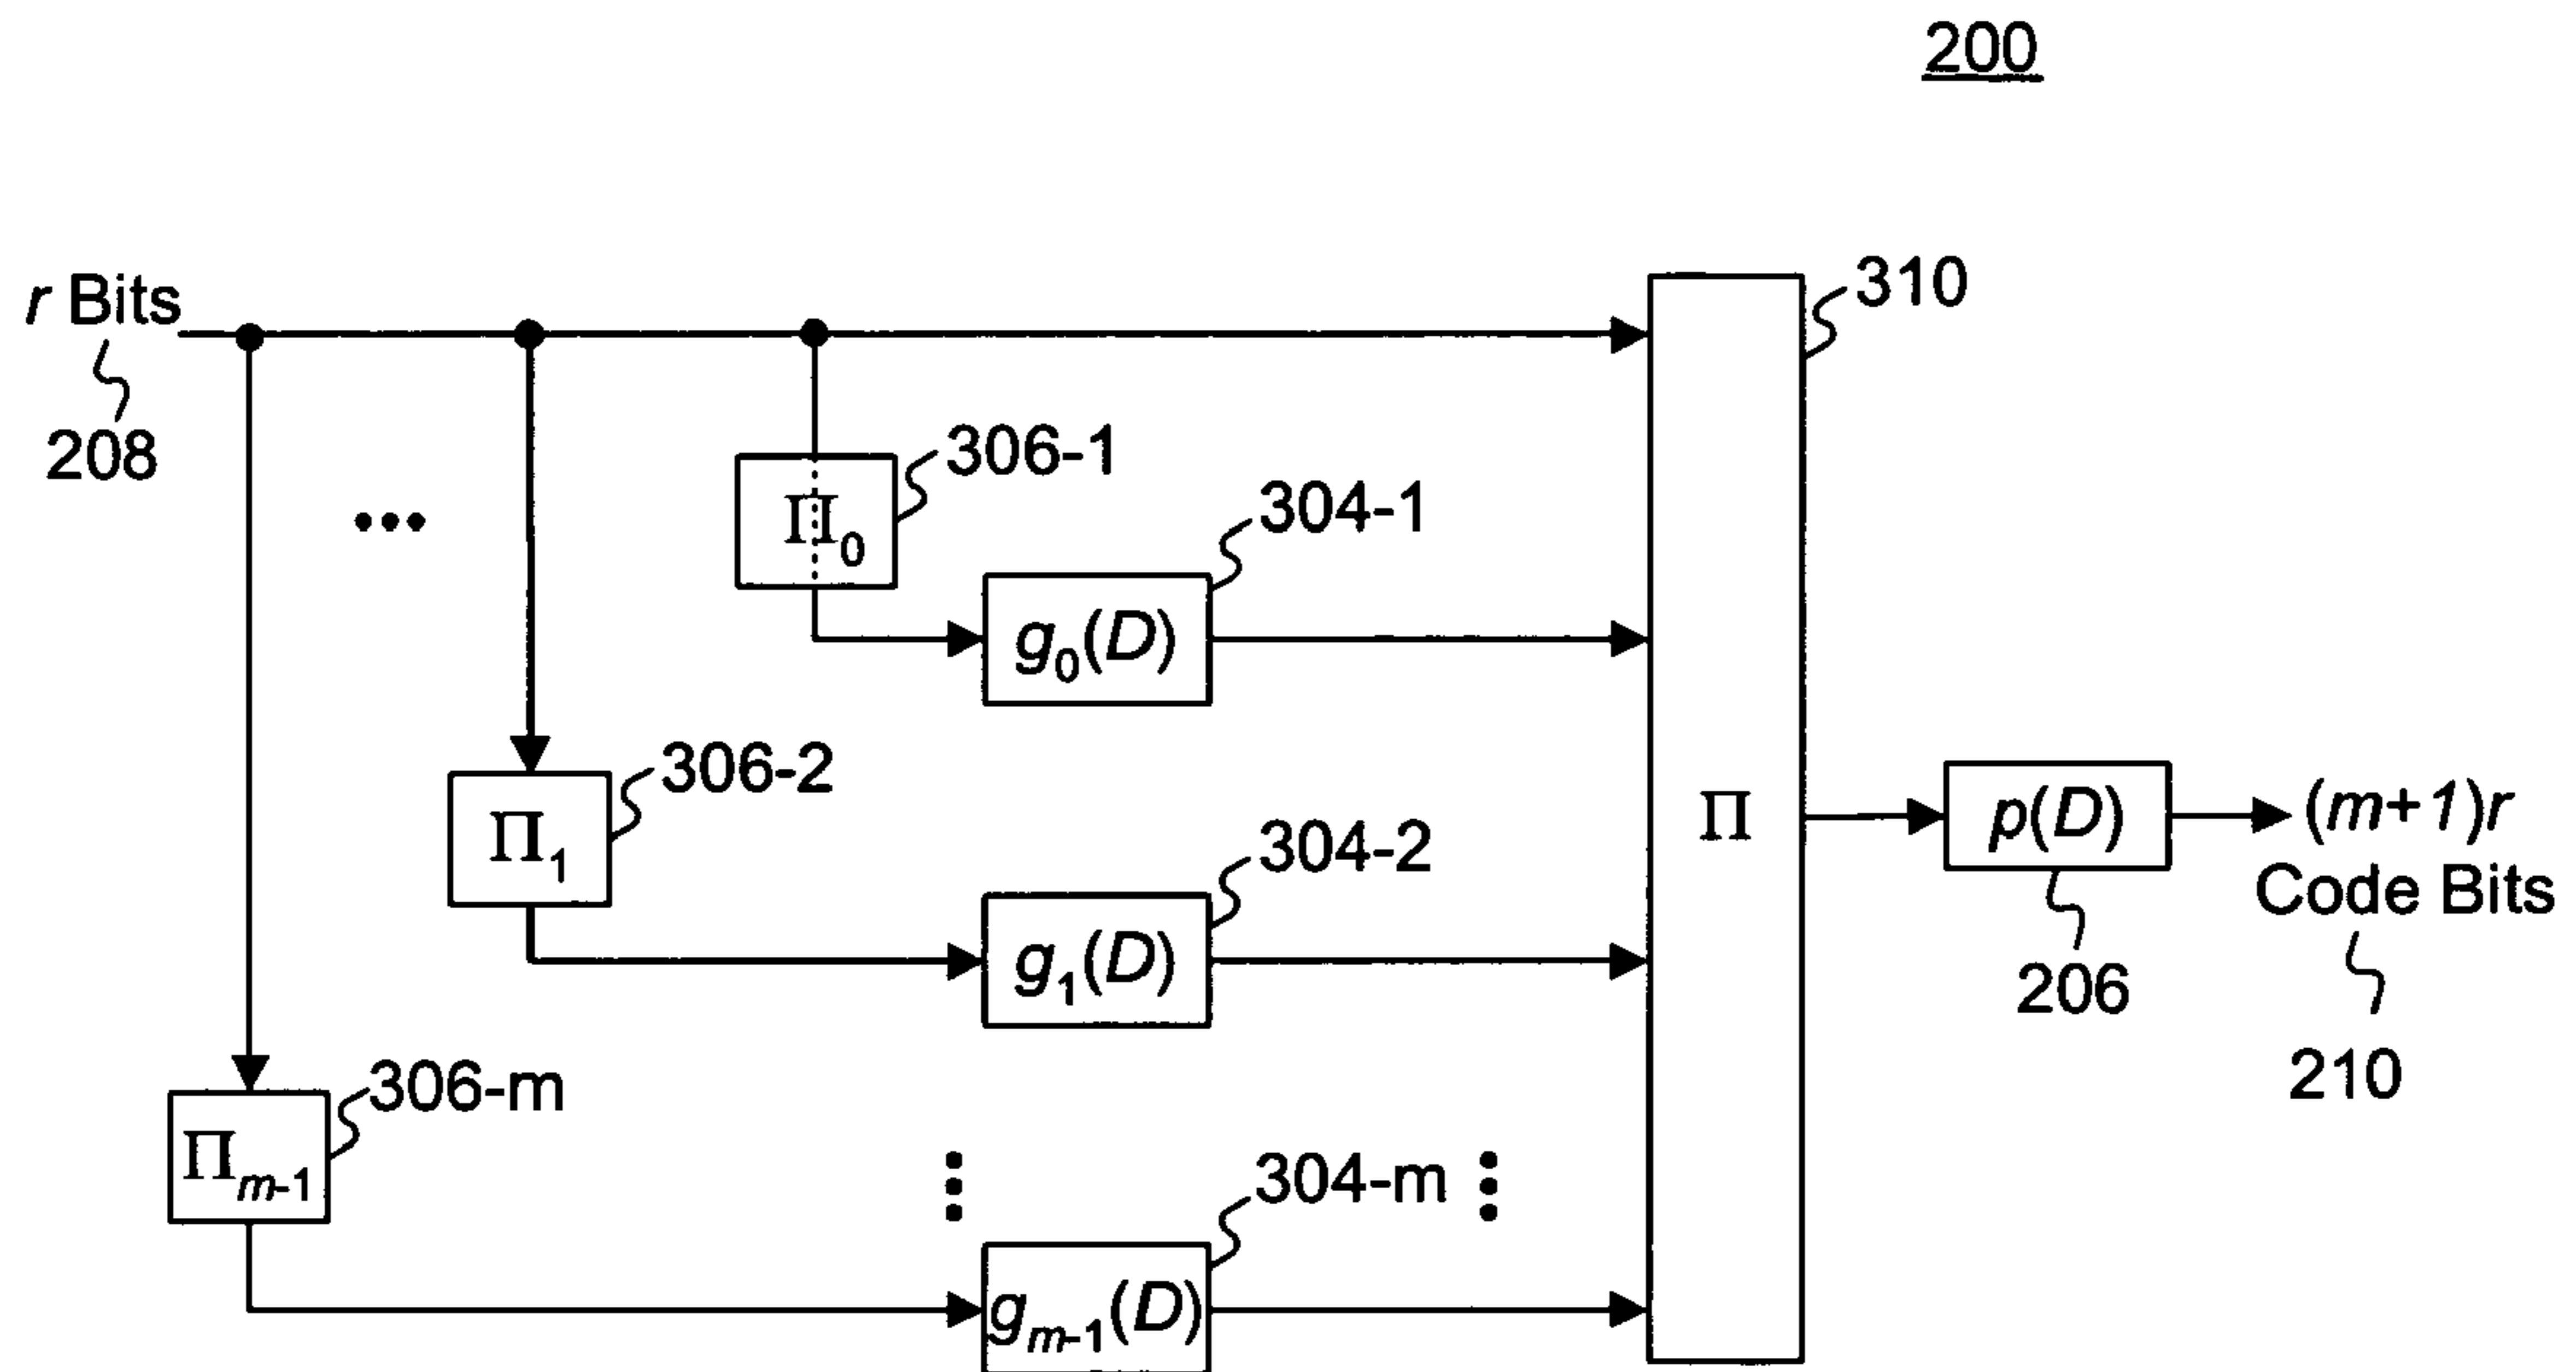 200
310
r Bits
208
306-1
Π0
304-1
g0(D)
...
306-2
Π1
304-2
g1(D)
Π
p(D)
(m+1)r
Code Bits
206
210
306-m
Πm-1
304-m
gm-1(D)